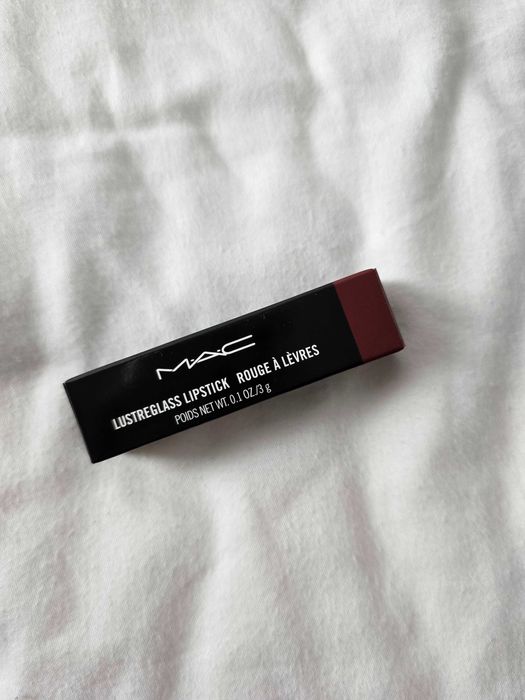 MAC
LUSTREGLASS LIPSTICK ROUGE À LÈVRES
POIDS NET WT. 0.1 OZ./3 g